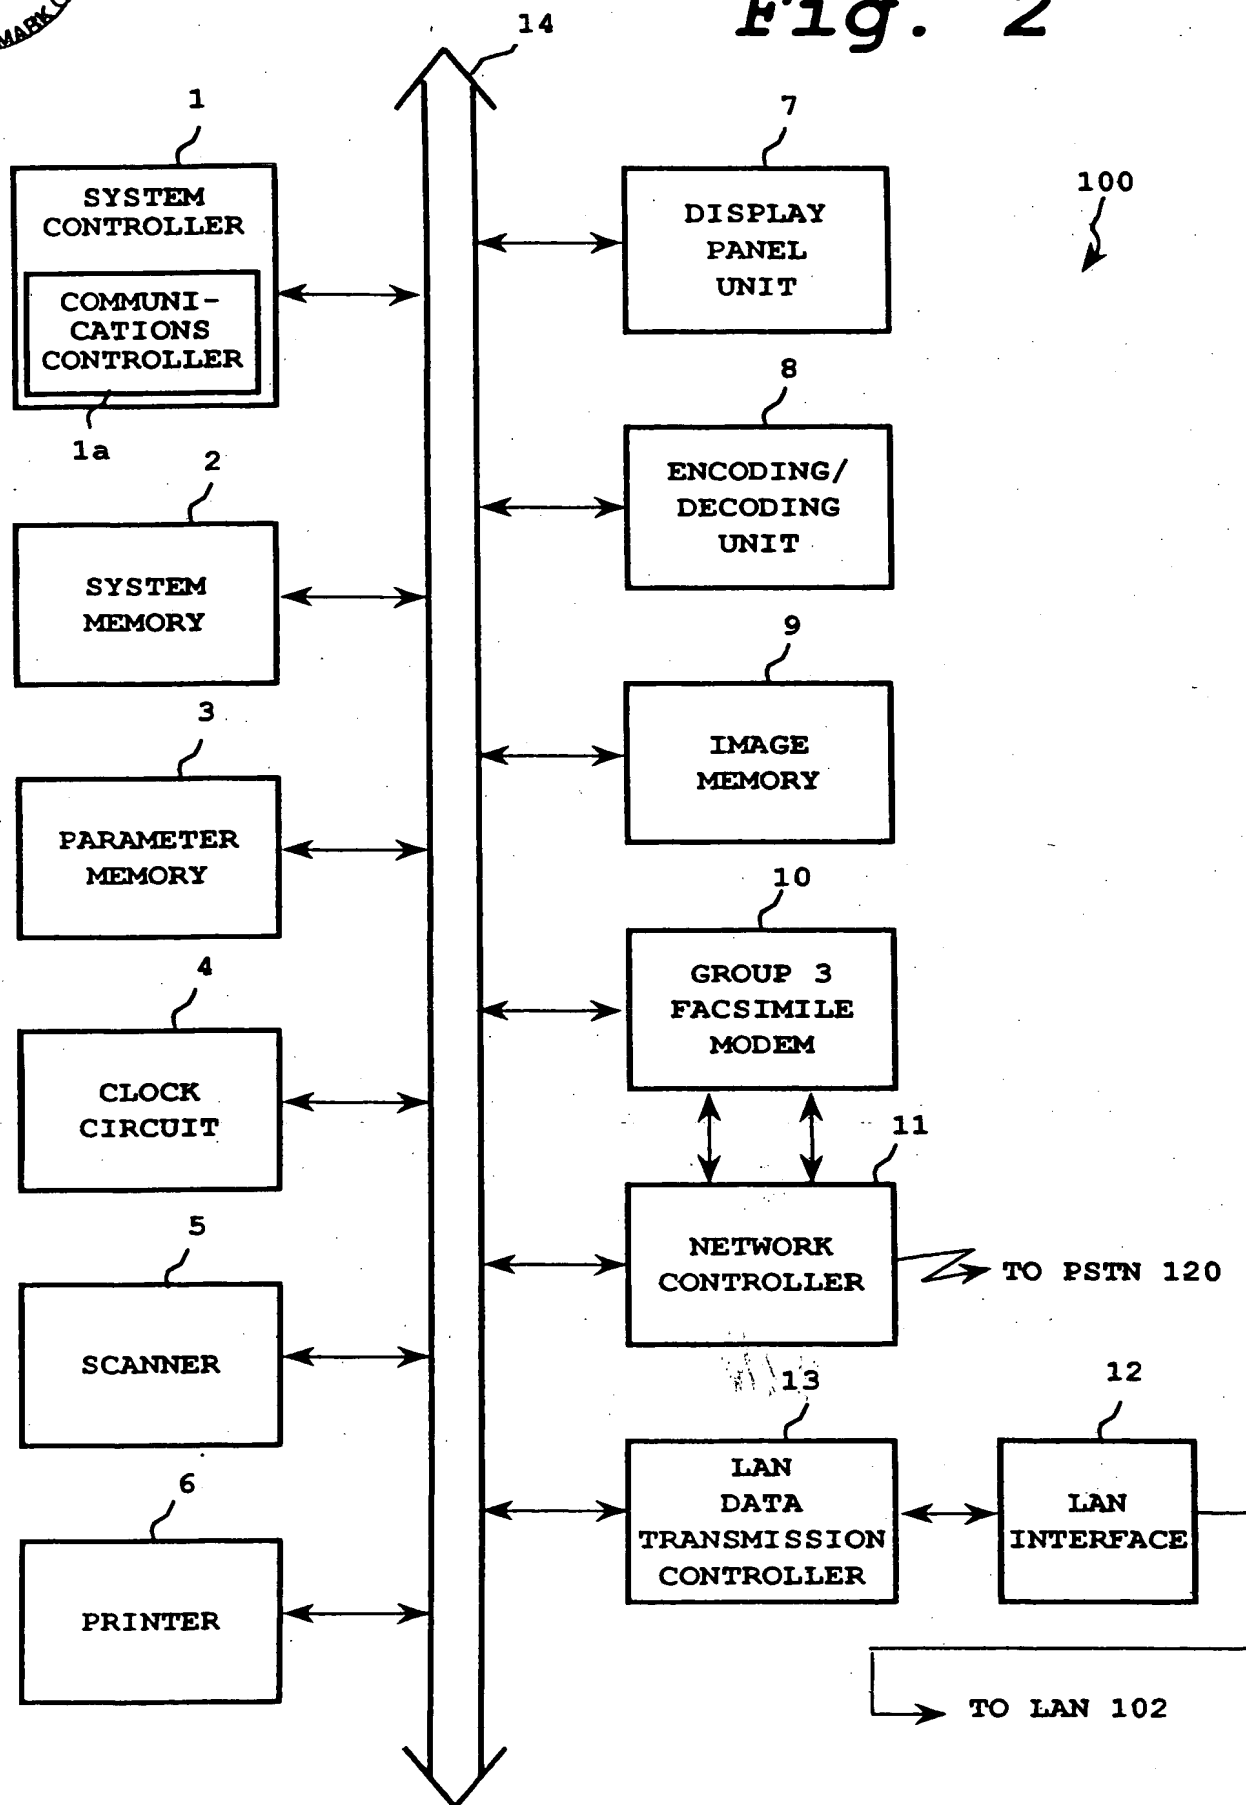 MARK
Fig. 2
14
1
SYSTEM
CONTROLLER
COMMUNI-
CATIONS
CONTROLLER
1a
2
SYSTEM
MEMORY
3
PARAMETER
MEMORY
4
CLOCK
CIRCUIT
5
SCANNER
6
PRINTER
7
DISPLAY
PANEL
UNIT
100
8
ENCODING/
DECODING
UNIT
9
IMAGE
MEMORY
10
GROUP 3
FACSIMILE
MODEM
11
NETWORK
CONTROLLER
TO PSTN 120
13
LAN
DATA
TRANSMISSION
CONTROLLER
12
LAN
INTERFACE
TO LAN 102